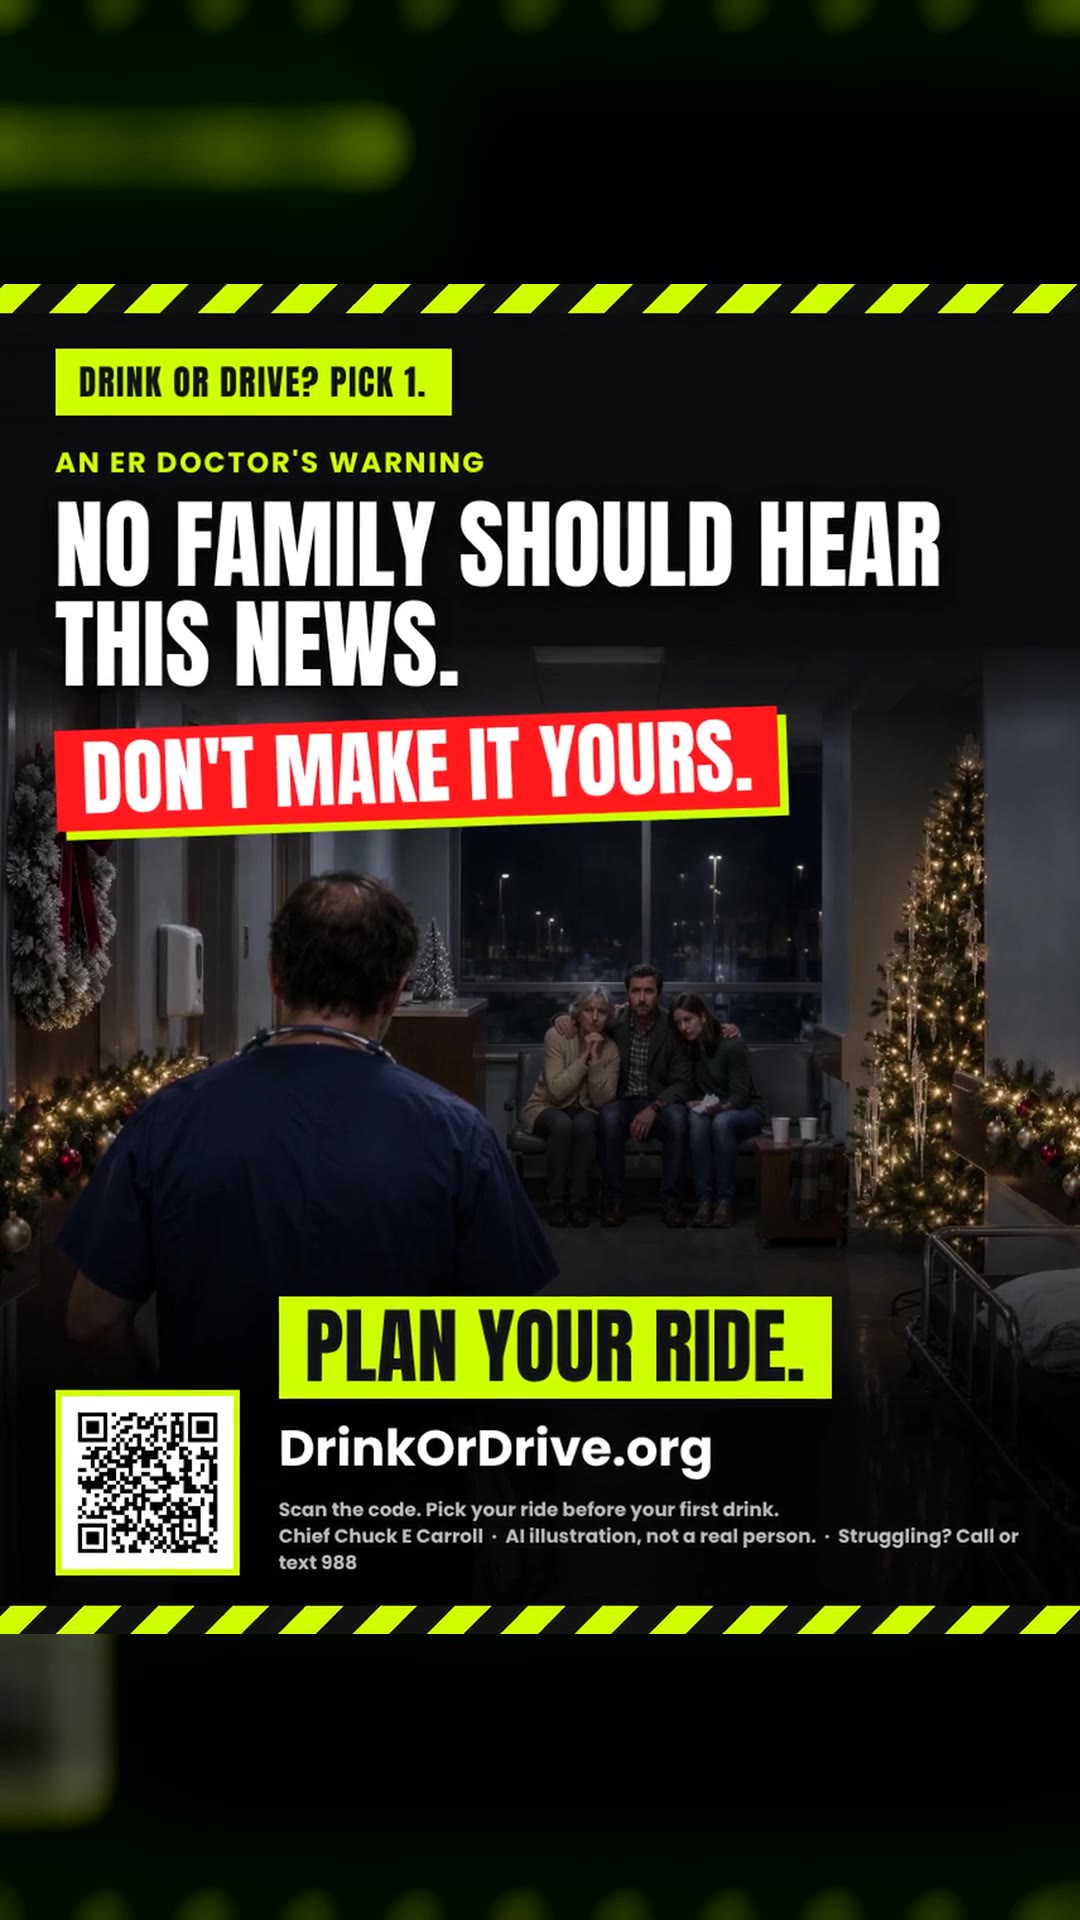 DRINK OR DRIVE? PICK 1.
AN ER DOCTOR'S WARNING
NO FAMILY SHOULD HEAR
THIS NEWS.
DON'T MAKE IT YOURS.
PLAN YOUR RIDE.
DrinkOrDrive.org
Scan the code. Pick your ride before your first drink.
Chief Chuck E Carroll · AI illustration, not a real person. · Struggling? Call or
text 988